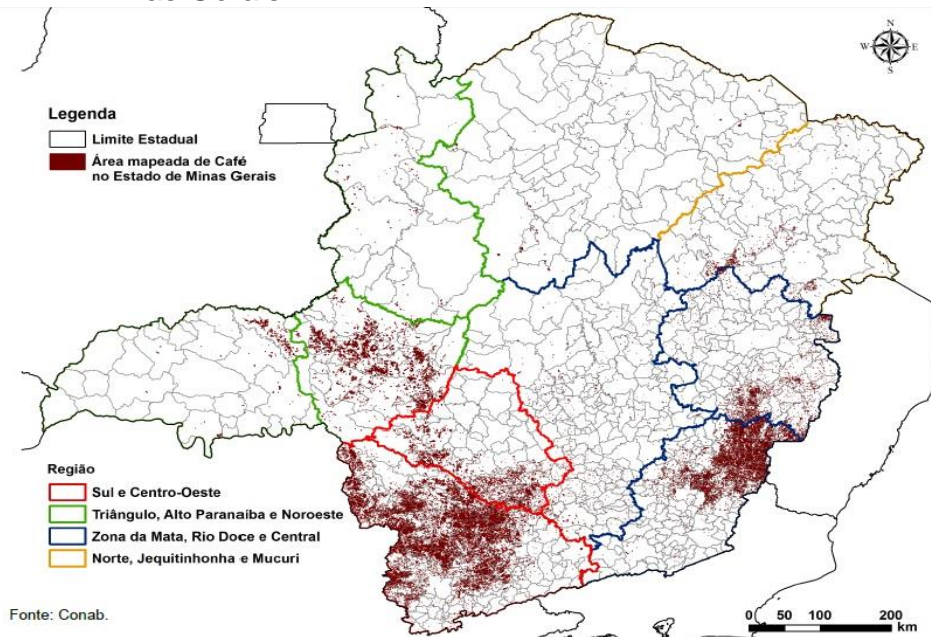 N
W E
S
Legenda
Limite Estadual
Área mapeada de Café
no Estado de Minas Gerais
Região
Sul e Centro-Oeste
Triângulo, Alto Paranaíba e Noroeste
Zona da Mata, Rio Doce e Central
Norte, Jequitinhonha e Mucuri
Fonte: Conab.
0 50 100 200
km